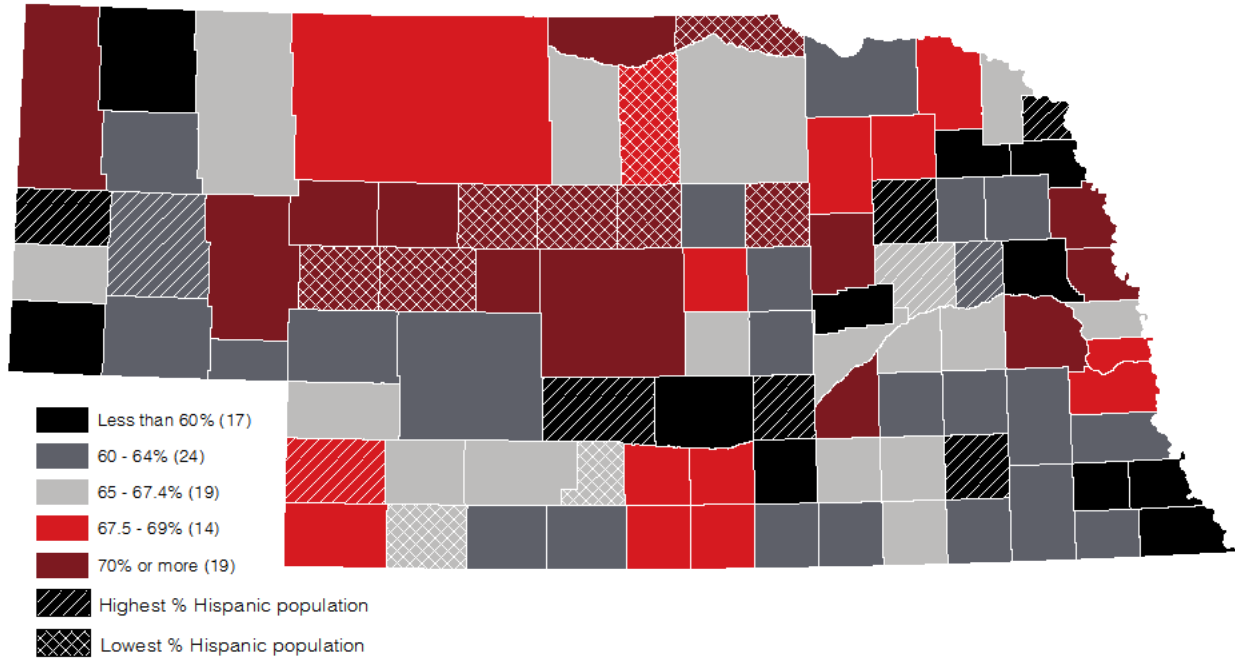 Less than 60% (17)
60 - 64% (24)
65 - 67.4% (19)
67.5 - 69% (14)
70% or more (19)
Highest % Hispanic population
Lowest % Hispanic population